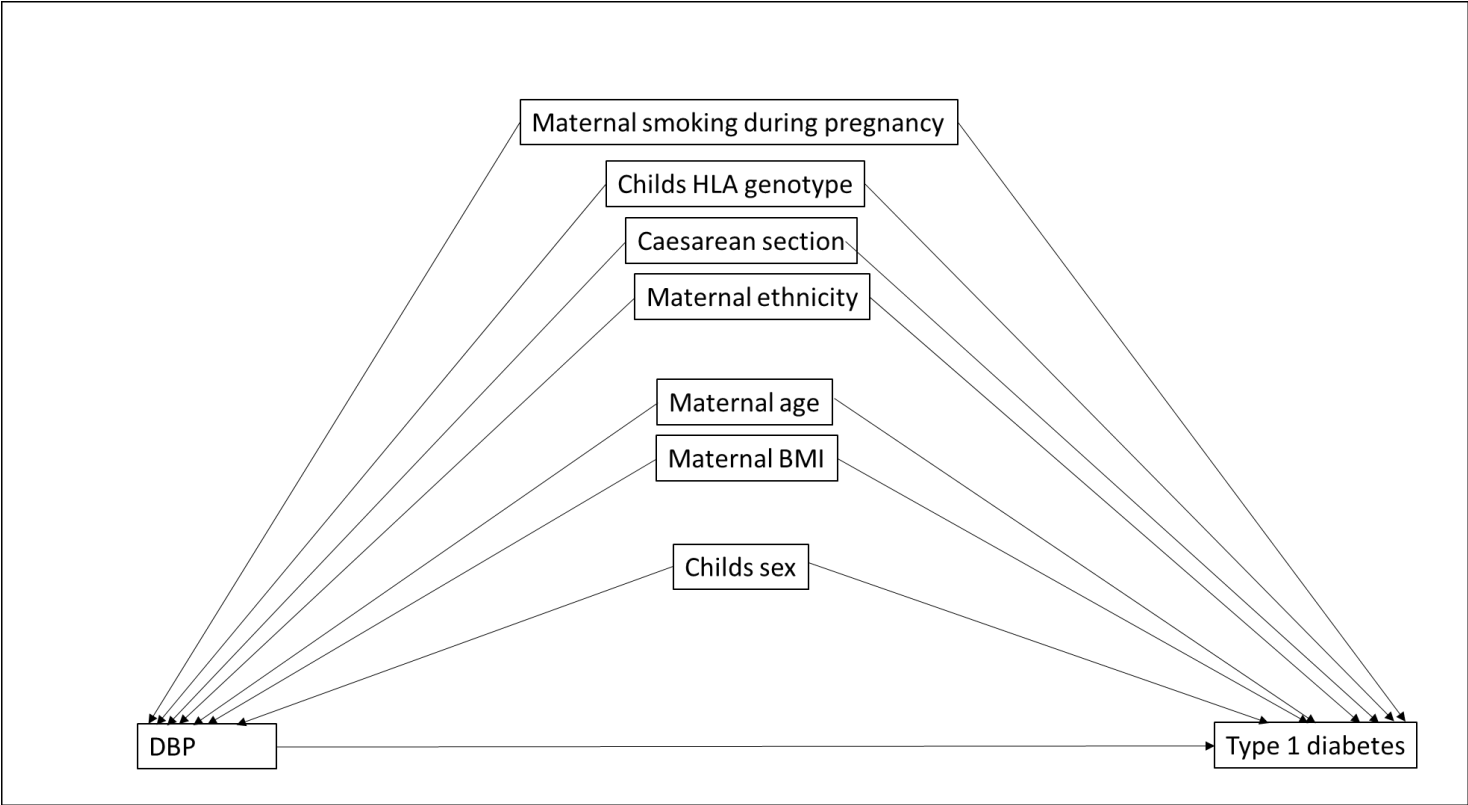 Maternal smoking during pregnancy
Childs HLA genotype
Caesarean section
Maternal ethnicity
Maternal age
Maternal BMI
Childs sex
DBP
Type 1 diabetes